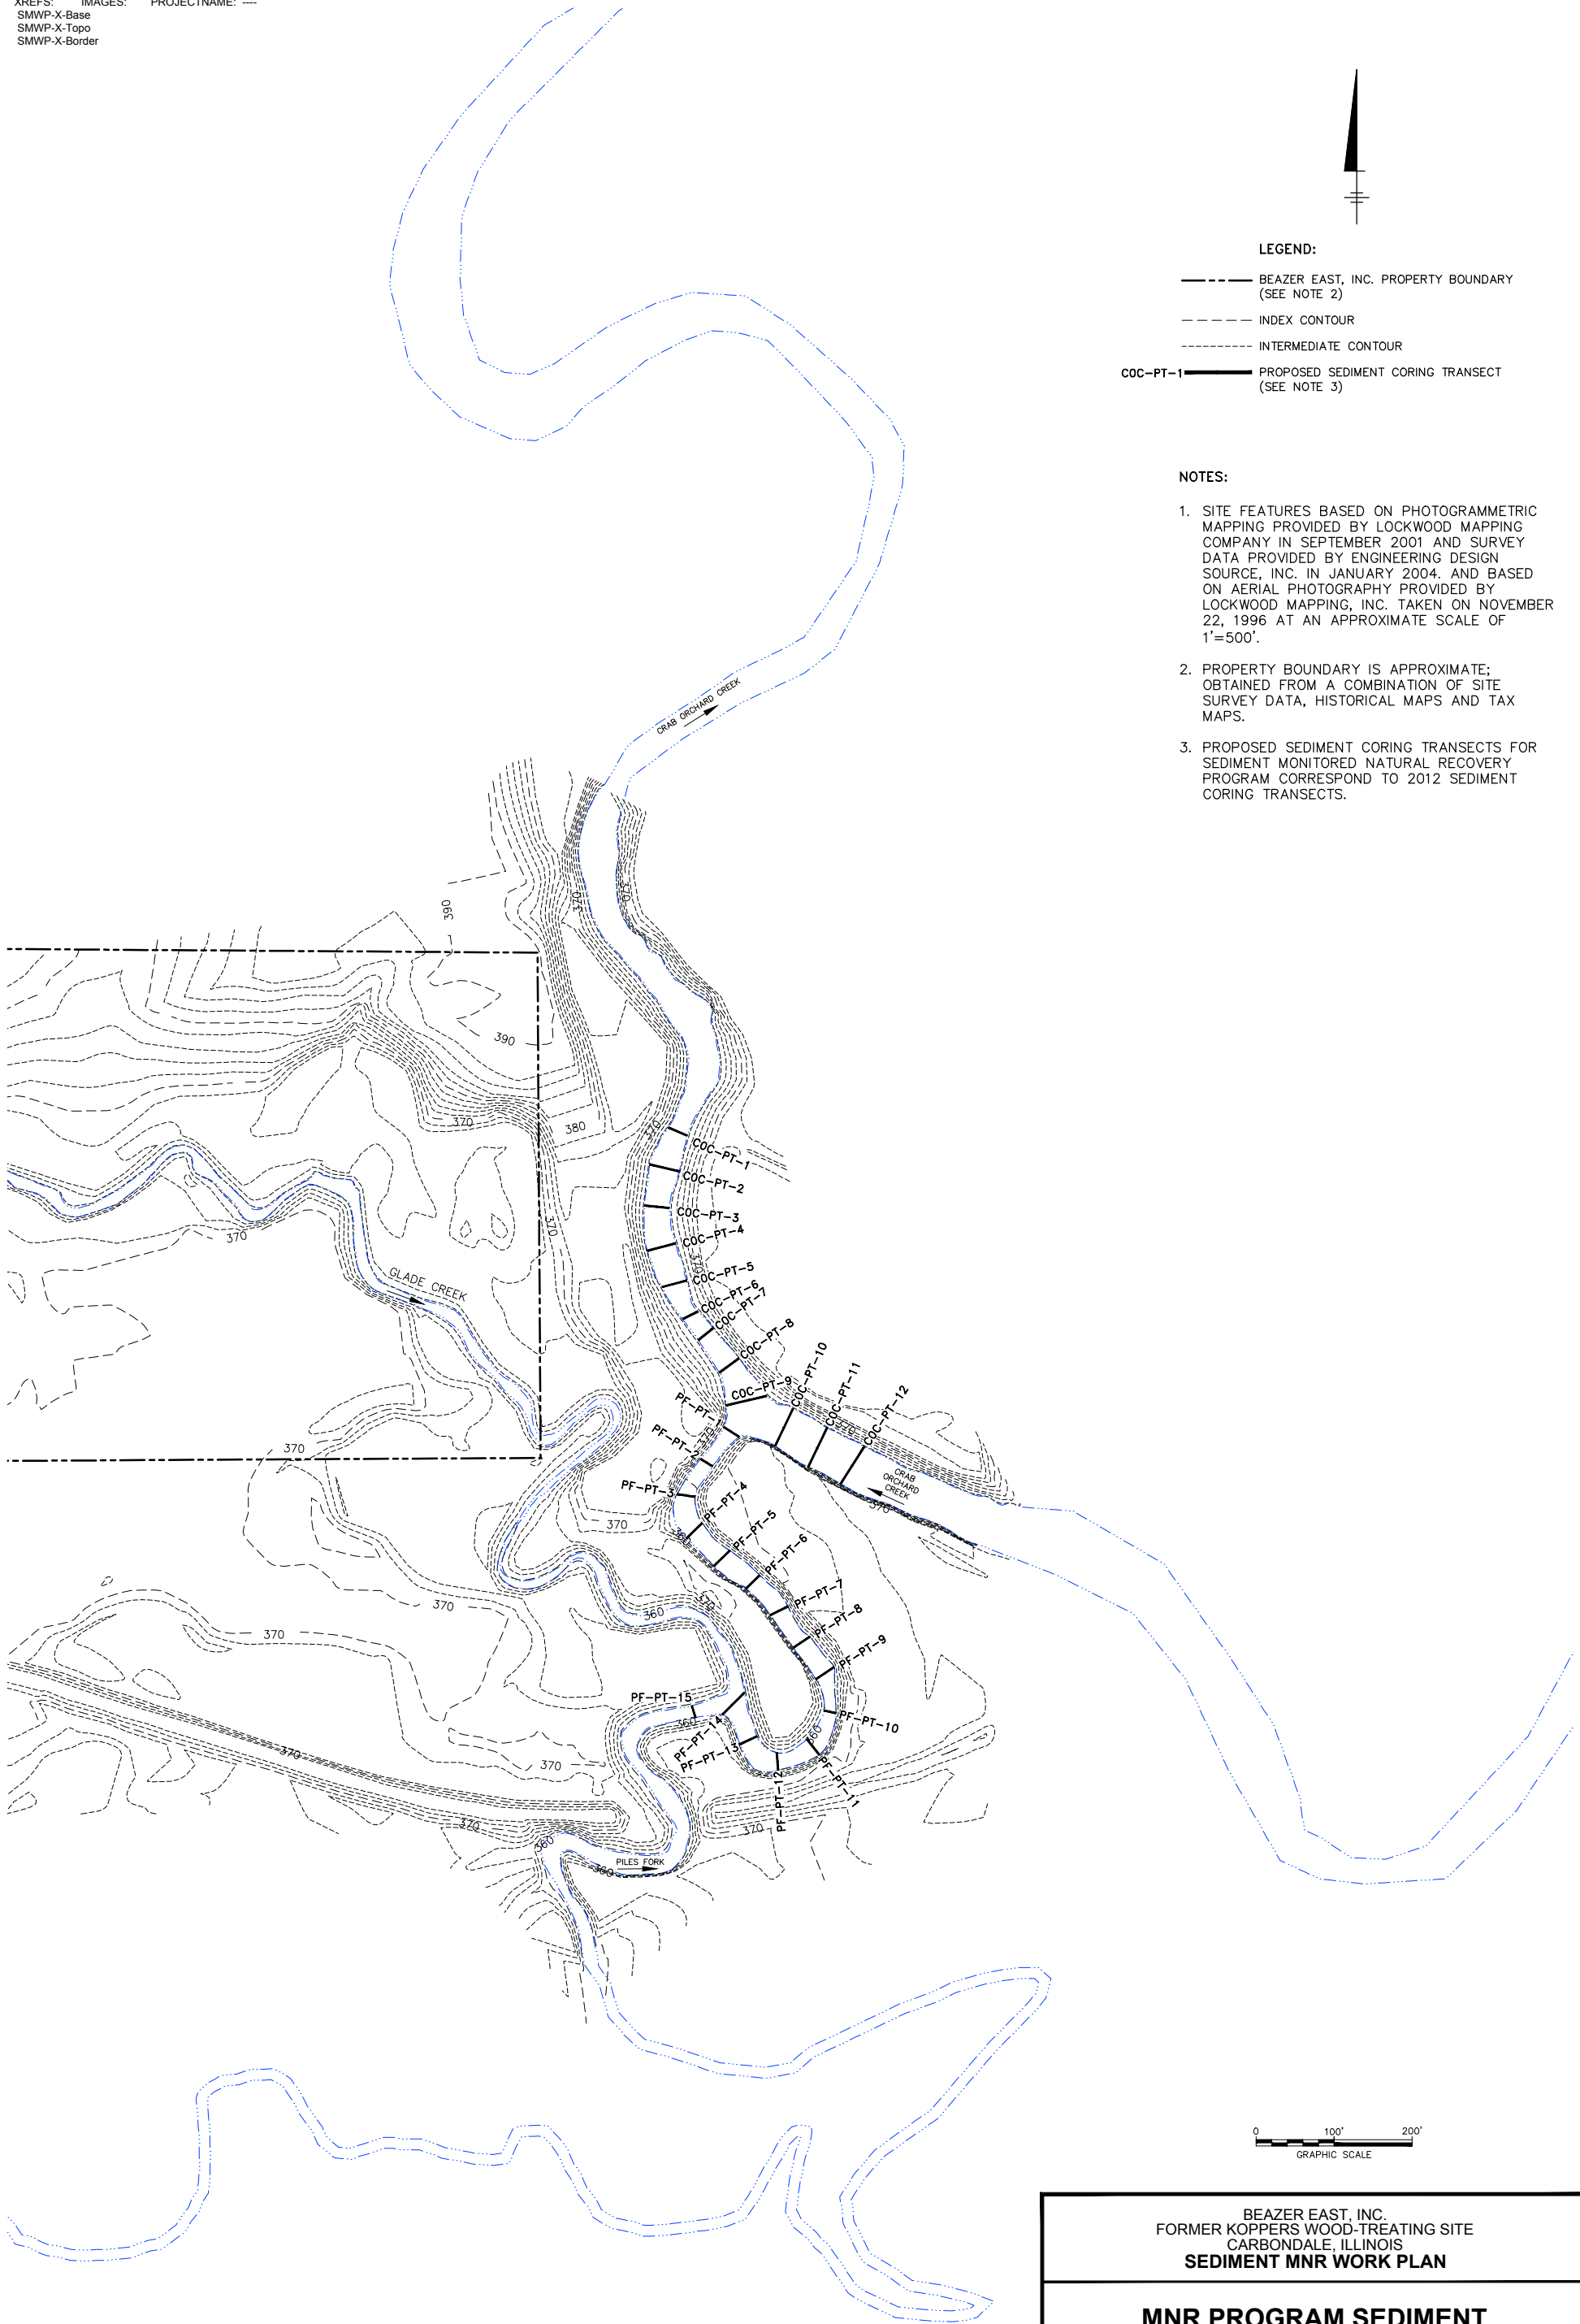 XREFS: IMAGES: PROJECTNAME: ----
SMWP-X-Base
SMWP-X-Topo
SMWP-X-Border
LEGEND:
BEAZER EAST, INC. PROPERTY BOUNDARY
(SEE NOTE 2)
INDEX CONTOUR
INTERMEDIATE CONTOUR
COC-PT-1 PROPOSED SEDIMENT CORING TRANSECT
(SEE NOTE 3)
NOTES:
1. SITE FEATURES BASED ON PHOTOGRAMMETRIC
MAPPING PROVIDED BY LOCKWOOD MAPPING
COMPANY IN SEPTEMBER 2001 AND SURVEY
DATA PROVIDED BY ENGINEERING DESIGN
SOURCE, INC. IN JANUARY 2004. AND BASED
ON AERIAL PHOTOGRAPHY PROVIDED BY
LOCKWOOD MAPPING, INC. TAKEN ON NOVEMBER
22, 1996 AT AN APPROXIMATE SCALE OF
1'=500'.
2. PROPERTY BOUNDARY IS APPROXIMATE;
OBTAINED FROM A COMBINATION OF SITE
SURVEY DATA, HISTORICAL MAPS AND TAX
MAPS.
3. PROPOSED SEDIMENT CORING TRANSECTS FOR
SEDIMENT MONITORED NATURAL RECOVERY
PROGRAM CORRESPOND TO 2012 SEDIMENT
CORING TRANSECTS.
CRAB ORCHARD CREEK
370
370
390
390
370
380
370
COC-PT-1
COC-PT-2
COC-PT-3
COC-PT-4
370
370
370
COC-PT-5
COC-PT-6
COC-PT-7
GLADE CREEK
COC-PT-8
COC-PT-9
COC-PT-10
COC-PT-11
COC-PT-12
370
PF-PT-1
PF-PT-2
370
370
CRAB
ORCHARD
CREEK
370
PF-PT-3
PF-PT-4
370
360
PF-PT-5
PF-PT-6
PF-PT-7
370
370
360
PF-PT-8
370
PF-PT-9
PF-PT-15
360
PF-PT-10
PF-PT-14
PF-PT-13
360
370
370
PF-PT-12
PF-PT-11
370
370
360
PILES FORK
360
0 100' 200'
GRAPHIC SCALE
BEAZER EAST, INC.
FORMER KOPPERS WOOD-TREATING SITE
CARBONDALE, ILLINOIS
SEDIMENT MNR WORK PLAN
MNR PROGRAM SEDIMENT